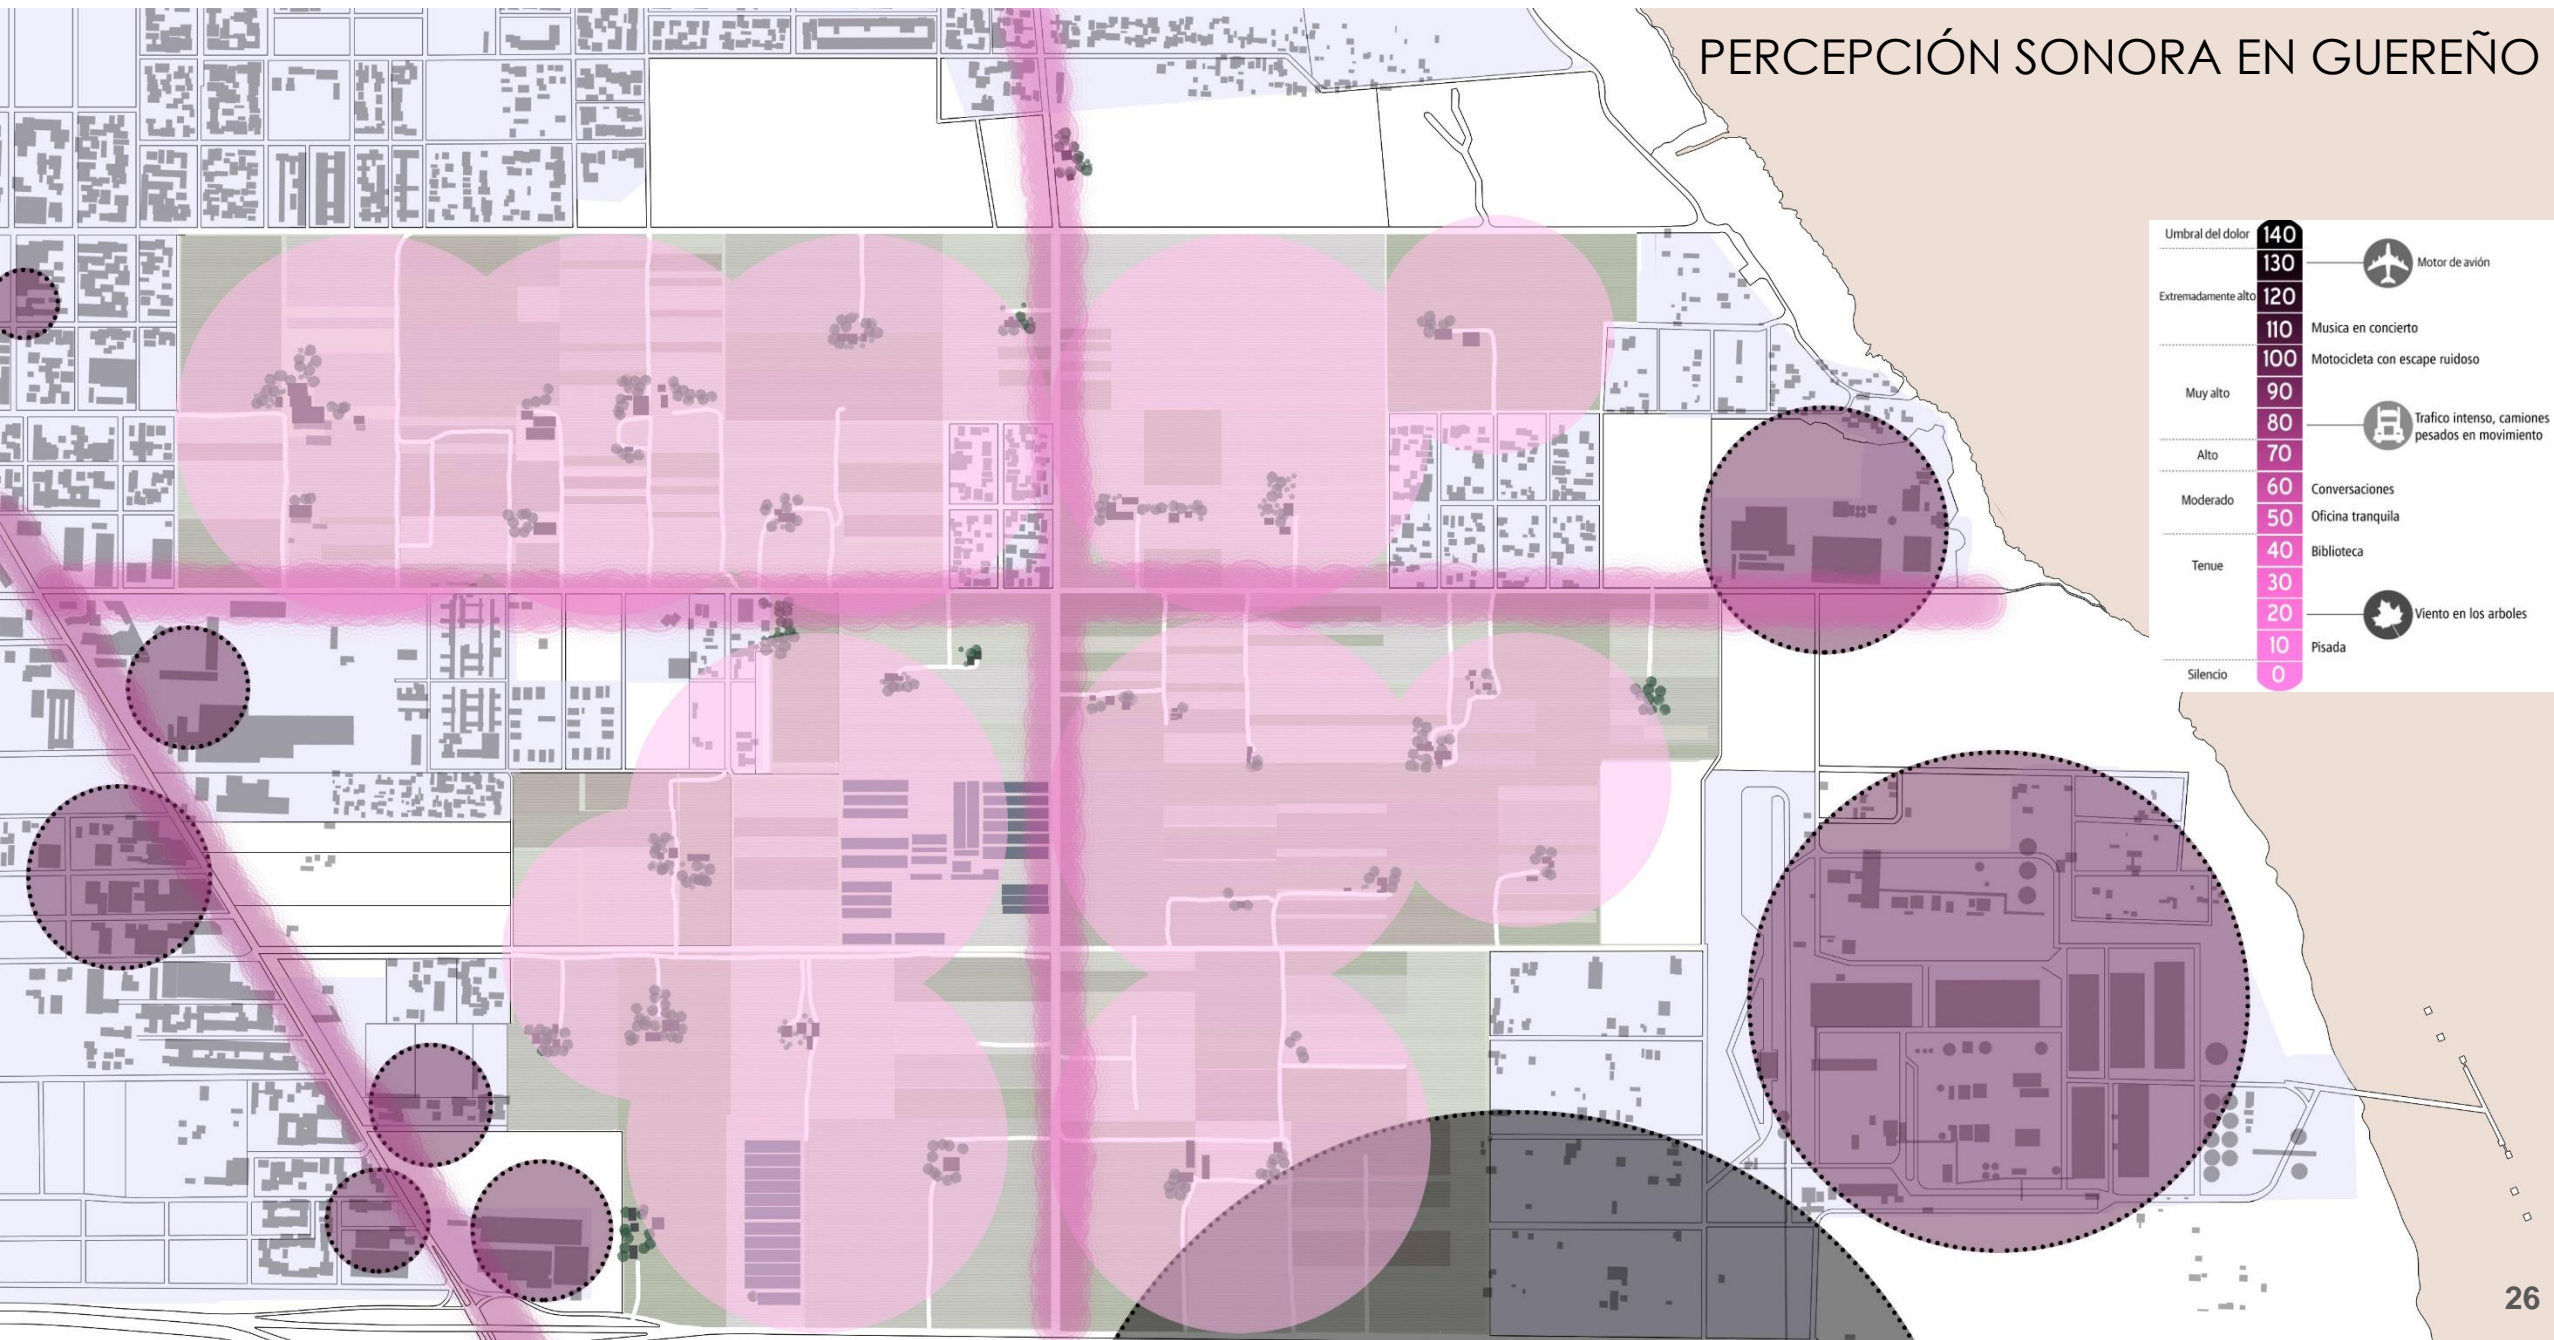 PERCEPCIÓN SONORA EN GUEREÑO
Umbral del dolor 140
130 Motor de avión
Extremadamente alto 120
110 Musica en concierto
100 Motocicleta con escape ruidoso
Muy alto 90
80 Trafico intenso, camiones
pesados en movimiento
Alto 70
60 Conversaciones
Moderado
50 Oficina tranquila
40 Biblioteca
Tenue
30
20 Viento en los arboles
10 Pisada
Silencio 0
26